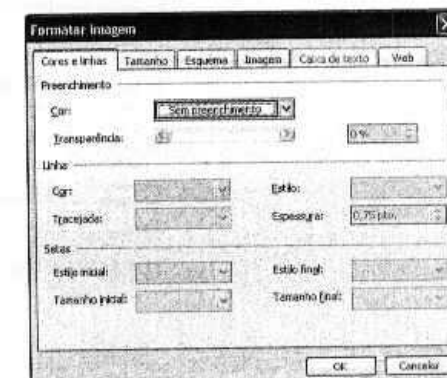 Formatar imagem
Cores e linhas Tamanho Esquema Imagem Caixa de texto Web
Preenchimento
Cor: Sem preenchimento
Transparência: 0 %
Linha
Cor: Estilo:
Tracejada: Espessura: 0,75 pto.
Setas
Estilo inicial: Estilo final:
Tamanho inicial: Tamanho final:
OK Cancelar